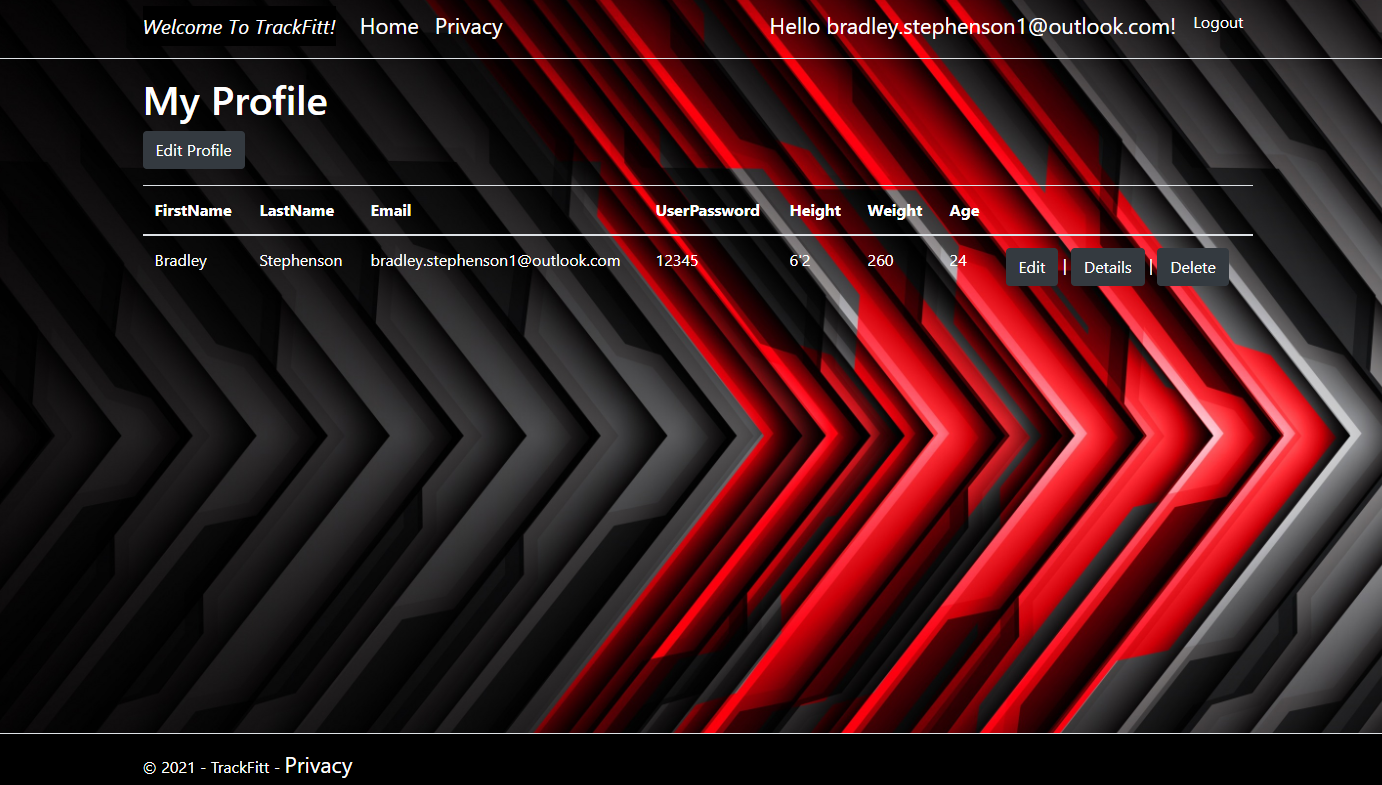 Welcome To TrackFitt! Home Privacy Hello bradley.stephenson1@outlook.com! Logout
My Profile
Edit Profile
FirstName LastName Email UserPassword Height Weight Age
Bradley Stephenson bradley.stephenson1@outlook.com 12345 6'2 260 24 Edit | Details | Delete
© 2021 - TrackFitt - Privacy